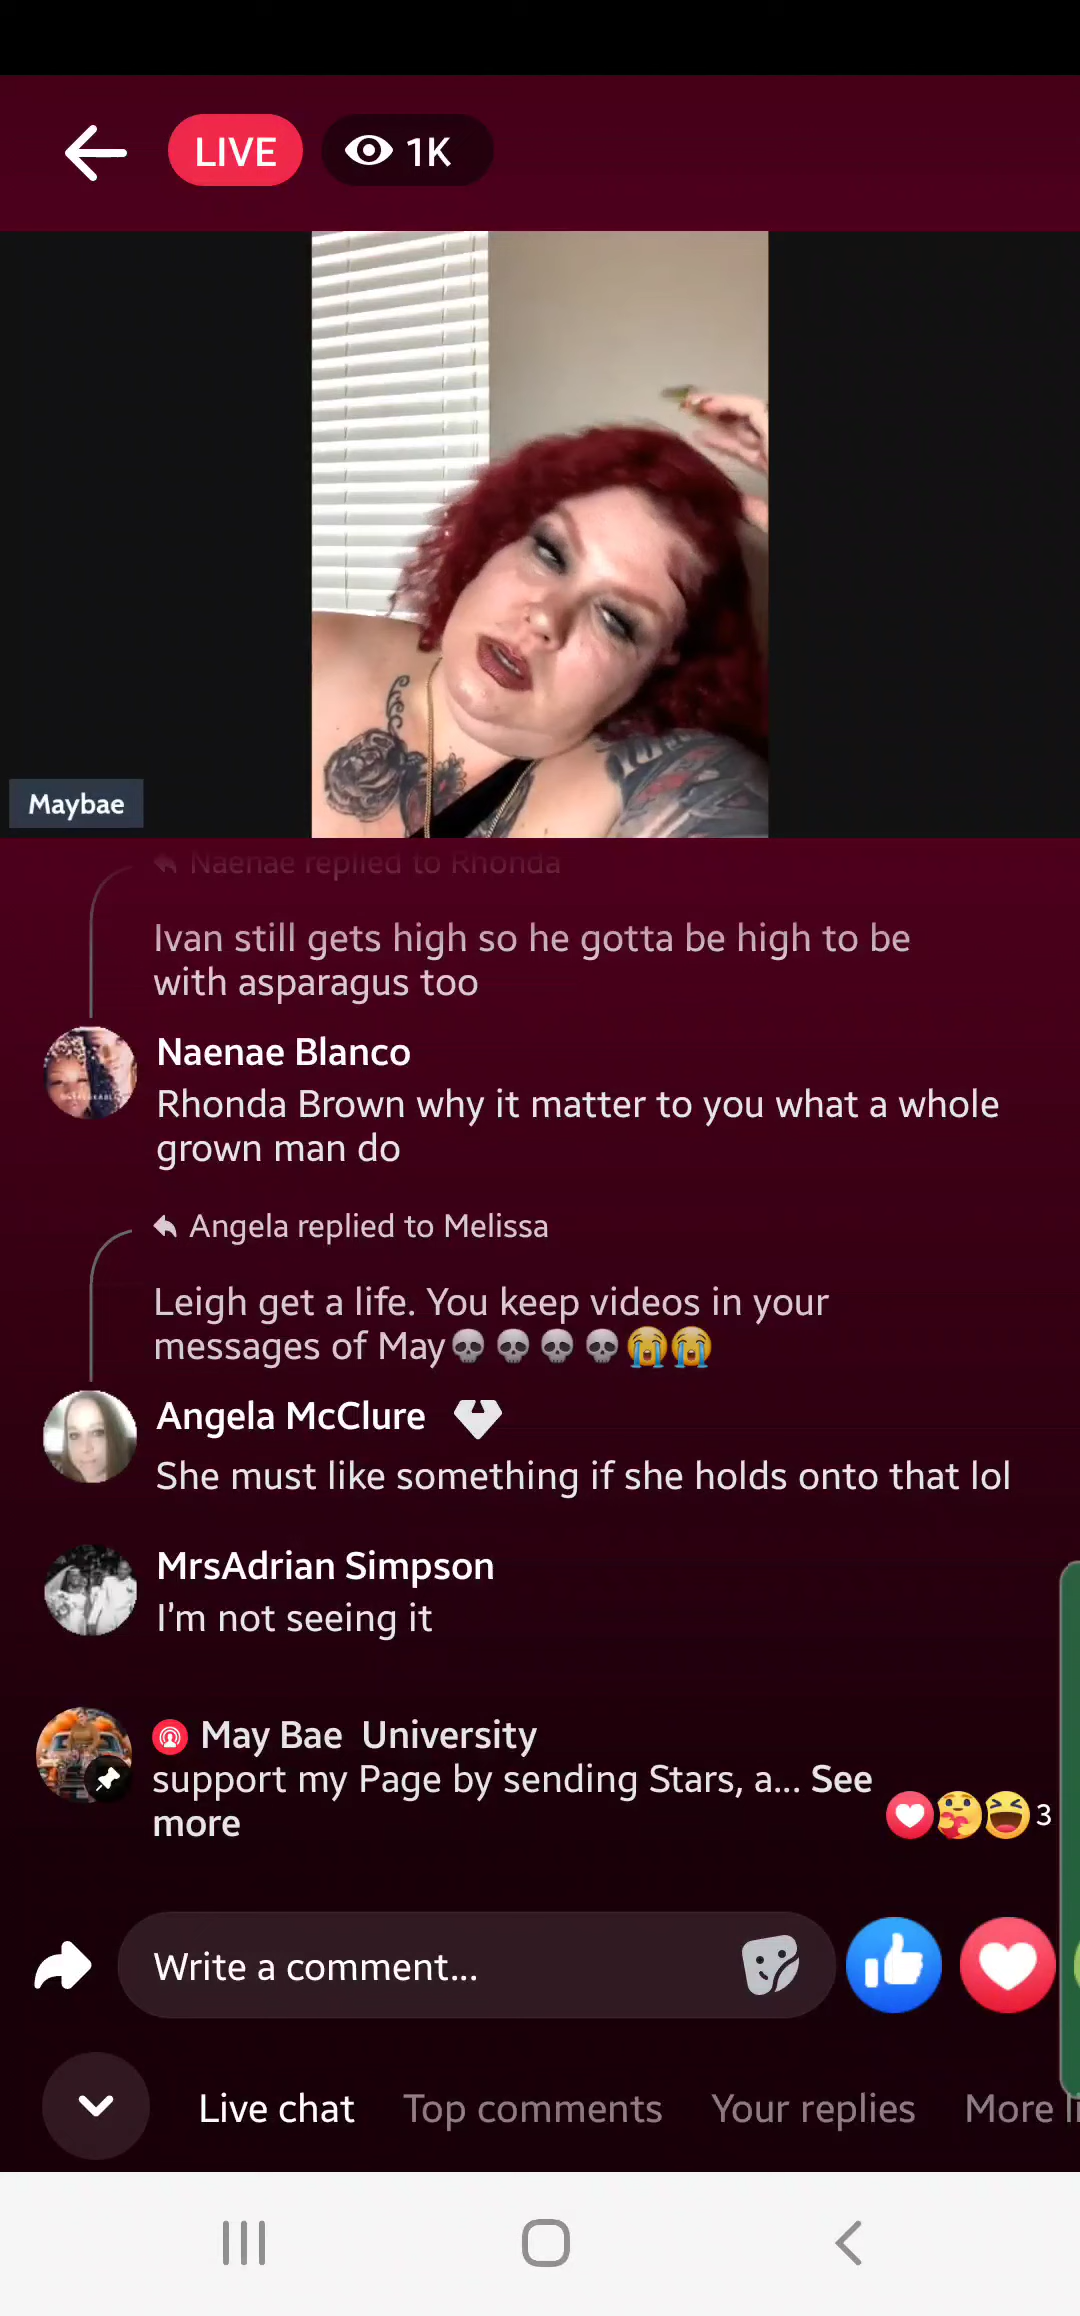 LIVE
1K
Maybae
Naenae replied to Rhonda
Ivan still gets high so he gotta be high to be
with asparagus too
Naenae Blanco
Rhonda Brown why it matter to you what a whole
grown man do
Angela replied to Melissa
Leigh get a life. You keep videos in your
messages of May💀💀💀💀😭😭
Angela McClure
She must like something if she holds onto that lol
MrsAdrian Simpson
I'm not seeing it
May Bae University
support my Page by sending Stars, a... See
more
3
Write a comment...
Live chat Top comments Your replies More